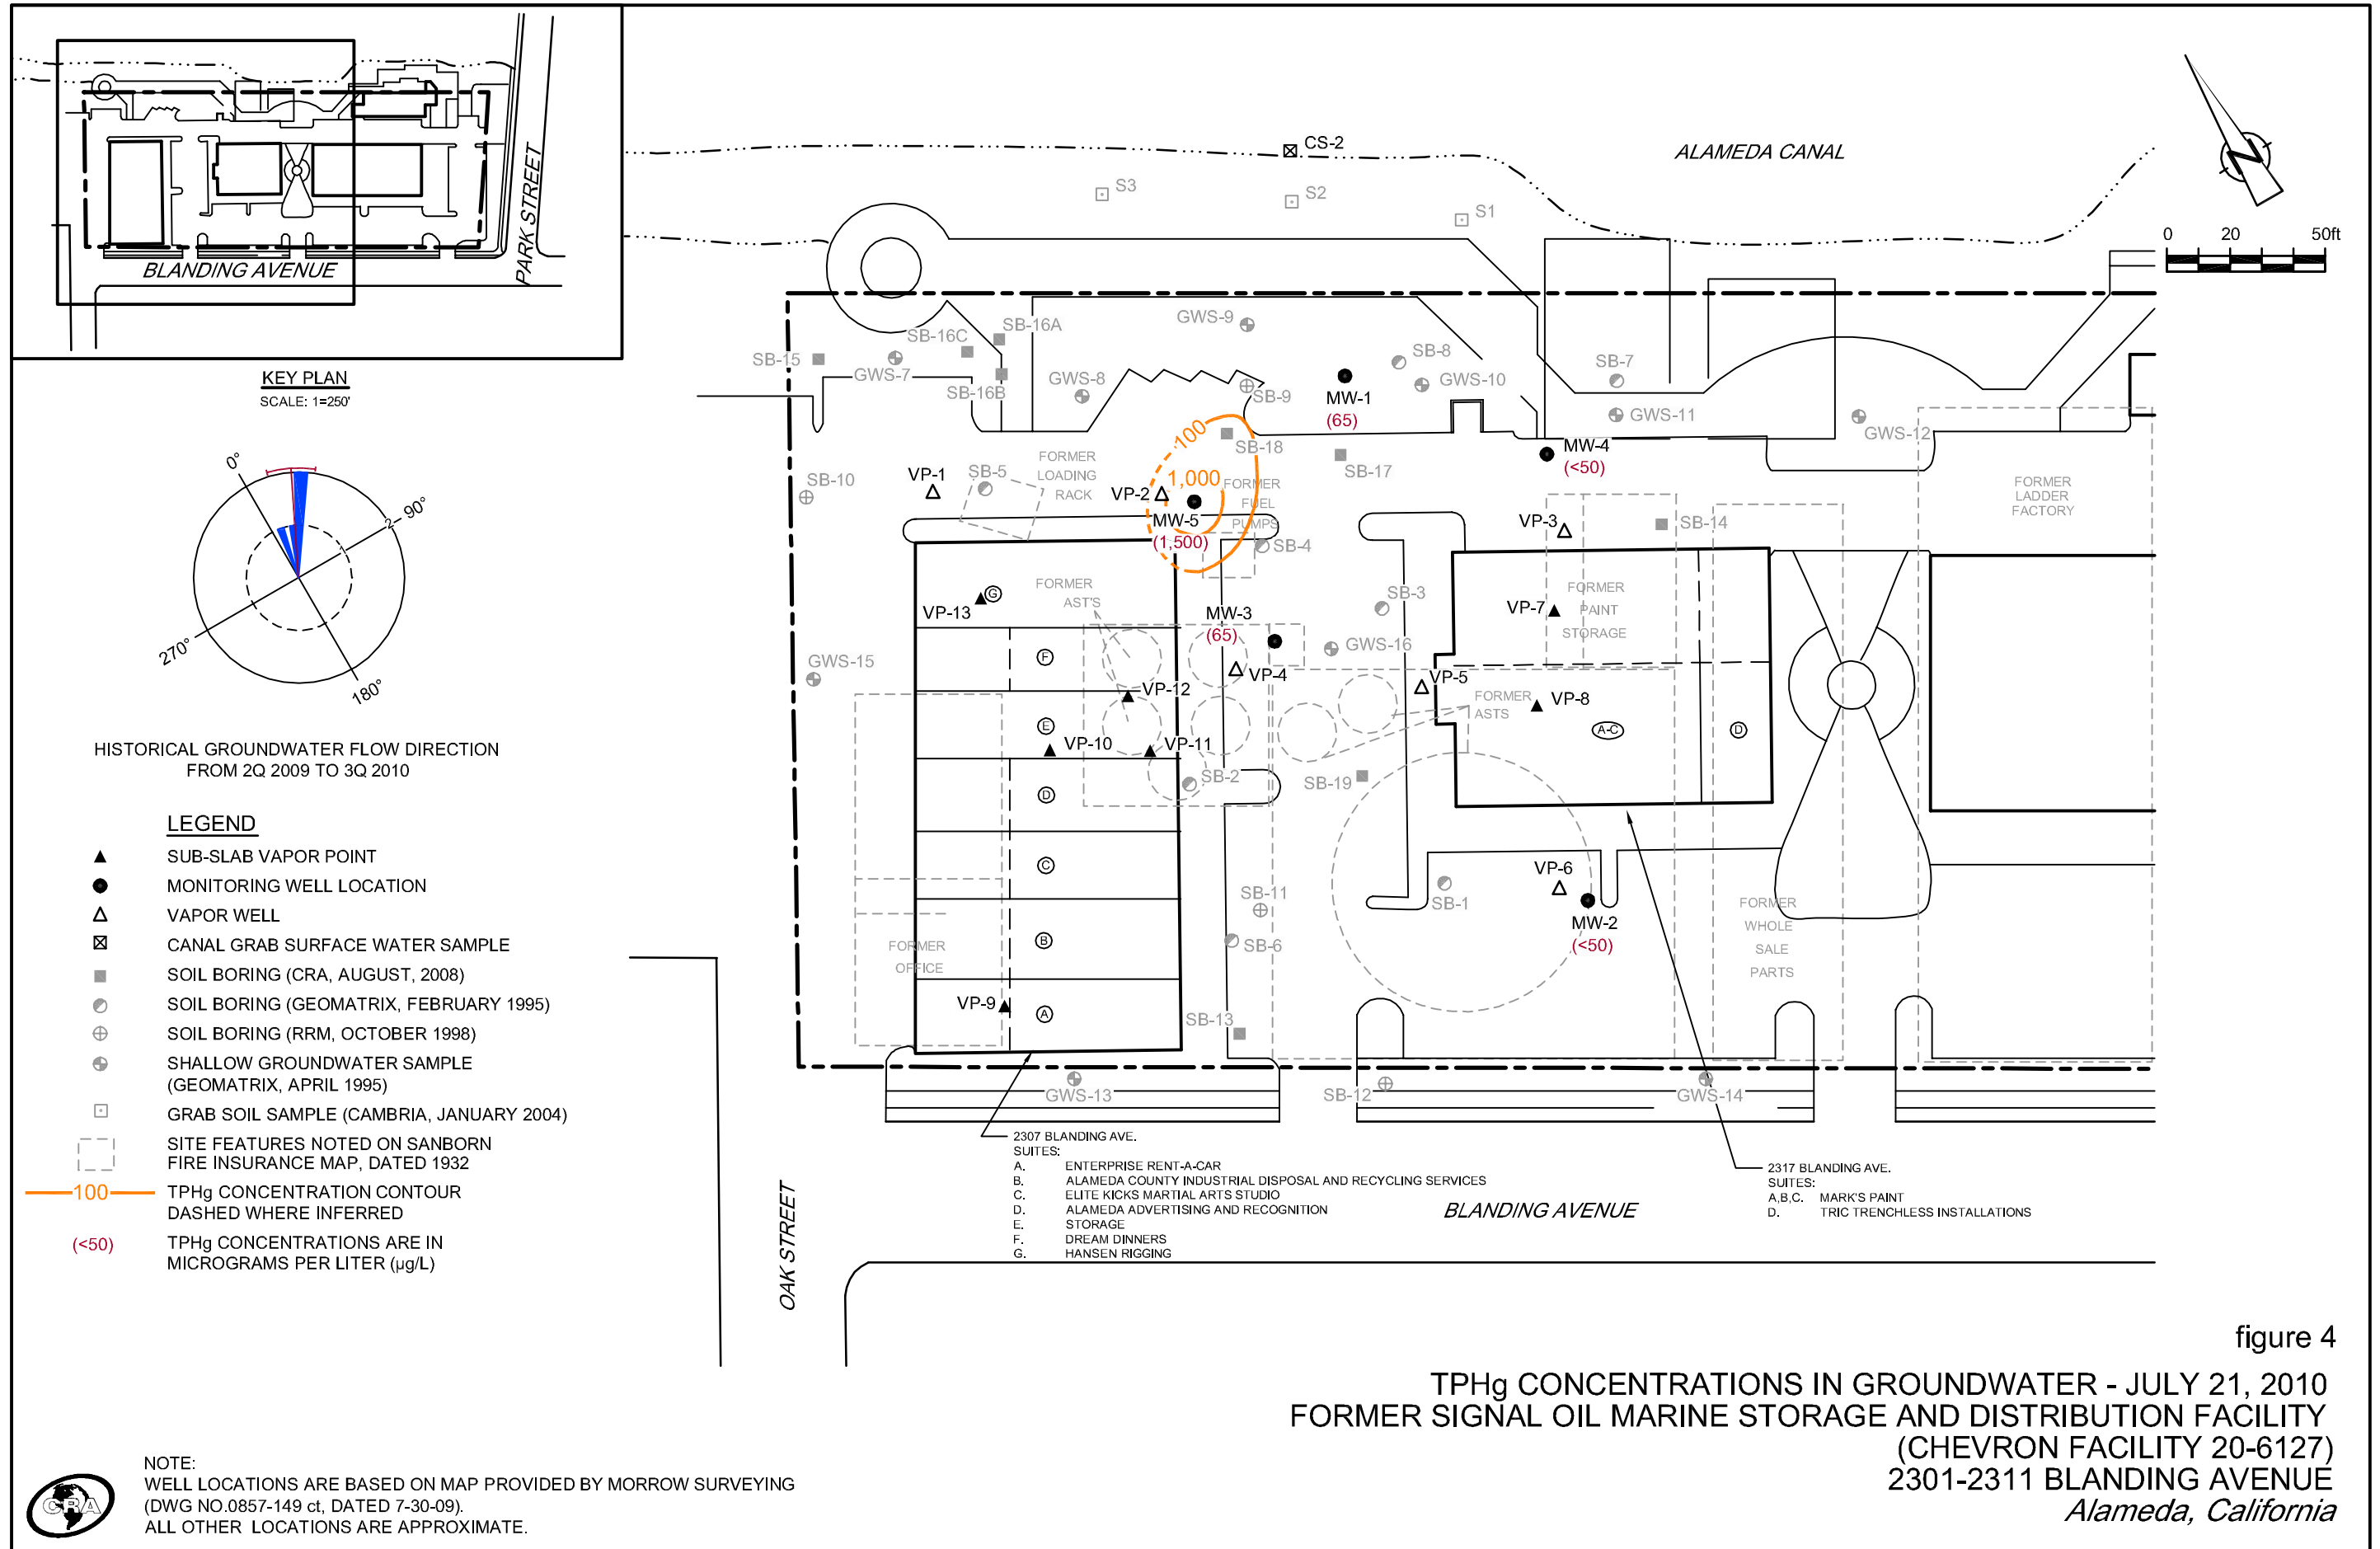 PARK STREET
BLANDING AVENUE
KEY PLAN
SCALE: 1=250'
0°
90°
2
270°
180°
HISTORICAL GROUNDWATER FLOW DIRECTION
FROM 2Q 2009 TO 3Q 2010
LEGEND
SUB-SLAB VAPOR POINT
MONITORING WELL LOCATION
VAPOR WELL
CANAL GRAB SURFACE WATER SAMPLE
SOIL BORING (CRA, AUGUST, 2008)
SOIL BORING (GEOMATRIX, FEBRUARY 1995)
SOIL BORING (RRM, OCTOBER 1998)
SHALLOW GROUNDWATER SAMPLE
(GEOMATRIX, APRIL 1995)
GRAB SOIL SAMPLE (CAMBRIA, JANUARY 2004)
SITE FEATURES NOTED ON SANBORN
FIRE INSURANCE MAP, DATED 1932
100
TPHg CONCENTRATION CONTOUR
DASHED WHERE INFERRED
(<50)
TPHg CONCENTRATIONS ARE IN
MICROGRAMS PER LITER (µg/L)
CS-2
ALAMEDA CANAL
S3
S2
S1
N
0 20 50ft
GWS-9
SB-16A
SB-16C
SB-15
GWS-7
SB-16B
GWS-8
SB-9
MW-1
(65)
SB-8
GWS-10
SB-7
GWS-11
GWS-12
100
SB-18
SB-17
MW-4
(<50)
FORMER
LOADING
RACK
SB-10
VP-1
SB-5
VP-2
1,000
FORMER
FUEL
PUMPS
MW-5
(1,500)
SB-4
VP-3
SB-14
FORMER
LADDER
FACTORY
FORMER
AST'S
VP-13
G
MW-3
(65)
SB-3
GWS-16
VP-7
FORMER
PAINT
STORAGE
GWS-15
F
VP-12
VP-4
VP-5
FORMER
ASTS
VP-8
E
VP-10
VP-11
A-C
D
SB-2
SB-19
D
C
SB-11
SB-1
VP-6
MW-2
(<50)
FORMER
WHOLE
SALE
PARTS
B
SB-6
FORMER
OFFICE
VP-9
A
SB-13
GWS-13
SB-12
GWS-14
2307 BLANDING AVE.
SUITES:
A. ENTERPRISE RENT-A-CAR
B. ALAMEDA COUNTY INDUSTRIAL DISPOSAL AND RECYCLING SERVICES
C. ELITE KICKS MARTIAL ARTS STUDIO
D. ALAMEDA ADVERTISING AND RECOGNITION
E. STORAGE
F. DREAM DINNERS
G. HANSEN RIGGING
2317 BLANDING AVE.
SUITES:
A,B,C. MARK'S PAINT
D. TRIC TRENCHLESS INSTALLATIONS
BLANDING AVENUE
OAK STREET
figure 4
TPHg CONCENTRATIONS IN GROUNDWATER - JULY 21, 2010
FORMER SIGNAL OIL MARINE STORAGE AND DISTRIBUTION FACILITY
(CHEVRON FACILITY 20-6127)
2301-2311 BLANDING AVENUE
Alameda, California
CRA
NOTE:
WELL LOCATIONS ARE BASED ON MAP PROVIDED BY MORROW SURVEYING
(DWG NO.0857-149 ct, DATED 7-30-09).
ALL OTHER LOCATIONS ARE APPROXIMATE.